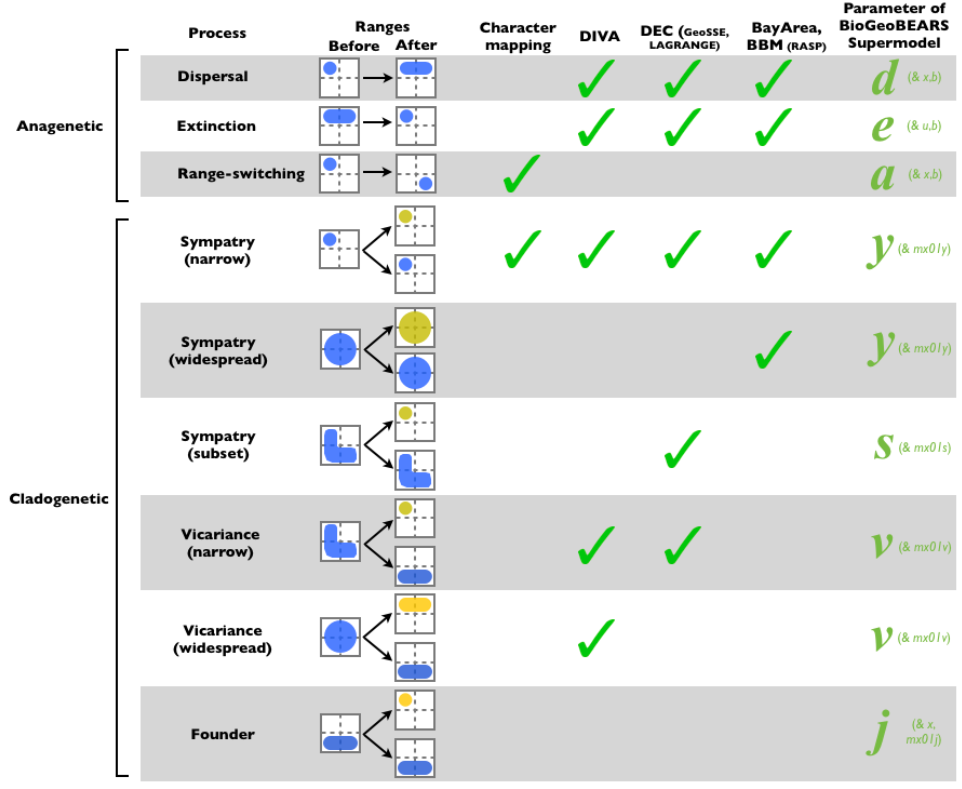 Process
Ranges
Before After
Character
mapping
DIVA
DEC (GeoSSE,
LAGRANGE)
BayArea,
BBM (RASP)
Parameter of
BioGeoBEARS
Supermodel
Anagenetic
Dispersal
d (& x,b)
Extinction
e (& u,b)
Range-switching
a (& x,b)
Cladogenetic
Sympatry
(narrow)
y (& mx01y)
Sympatry
(widespread)
y (& mx01y)
Sympatry
(subset)
s (& mx01s)
Vicariance
(narrow)
v (& mx01v)
Vicariance
(widespread)
v (& mx01v)
Founder
j (& x,
mx01j)